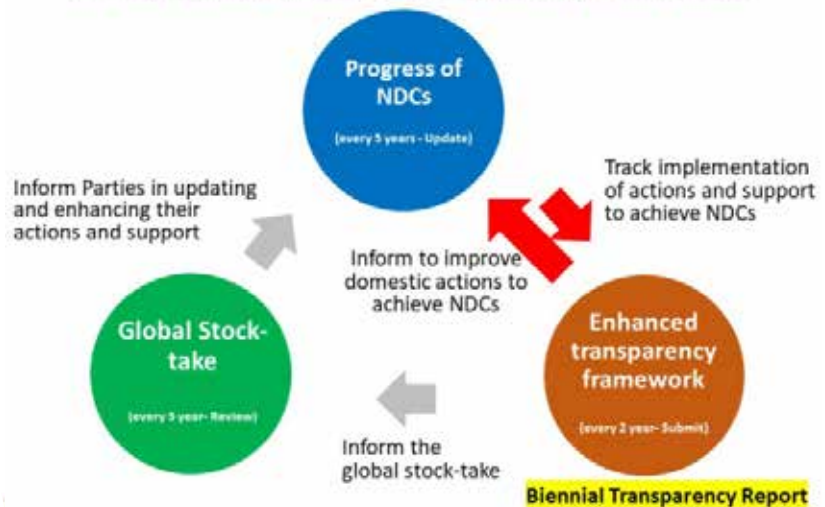 Progress of
NDCs
(every 5 years - Update)
Track implementation
of actions and support
to achieve NDCs
Inform Parties in updating
and enhancing their
actions and support
Inform to improve
domestic actions to
achieve NDCs
Global Stock-
take
(every 5 year- Review)
Enhanced
transparency
framework
(every 2 year- Submit)
Inform the
global stock-take
Biennial Transparency Report